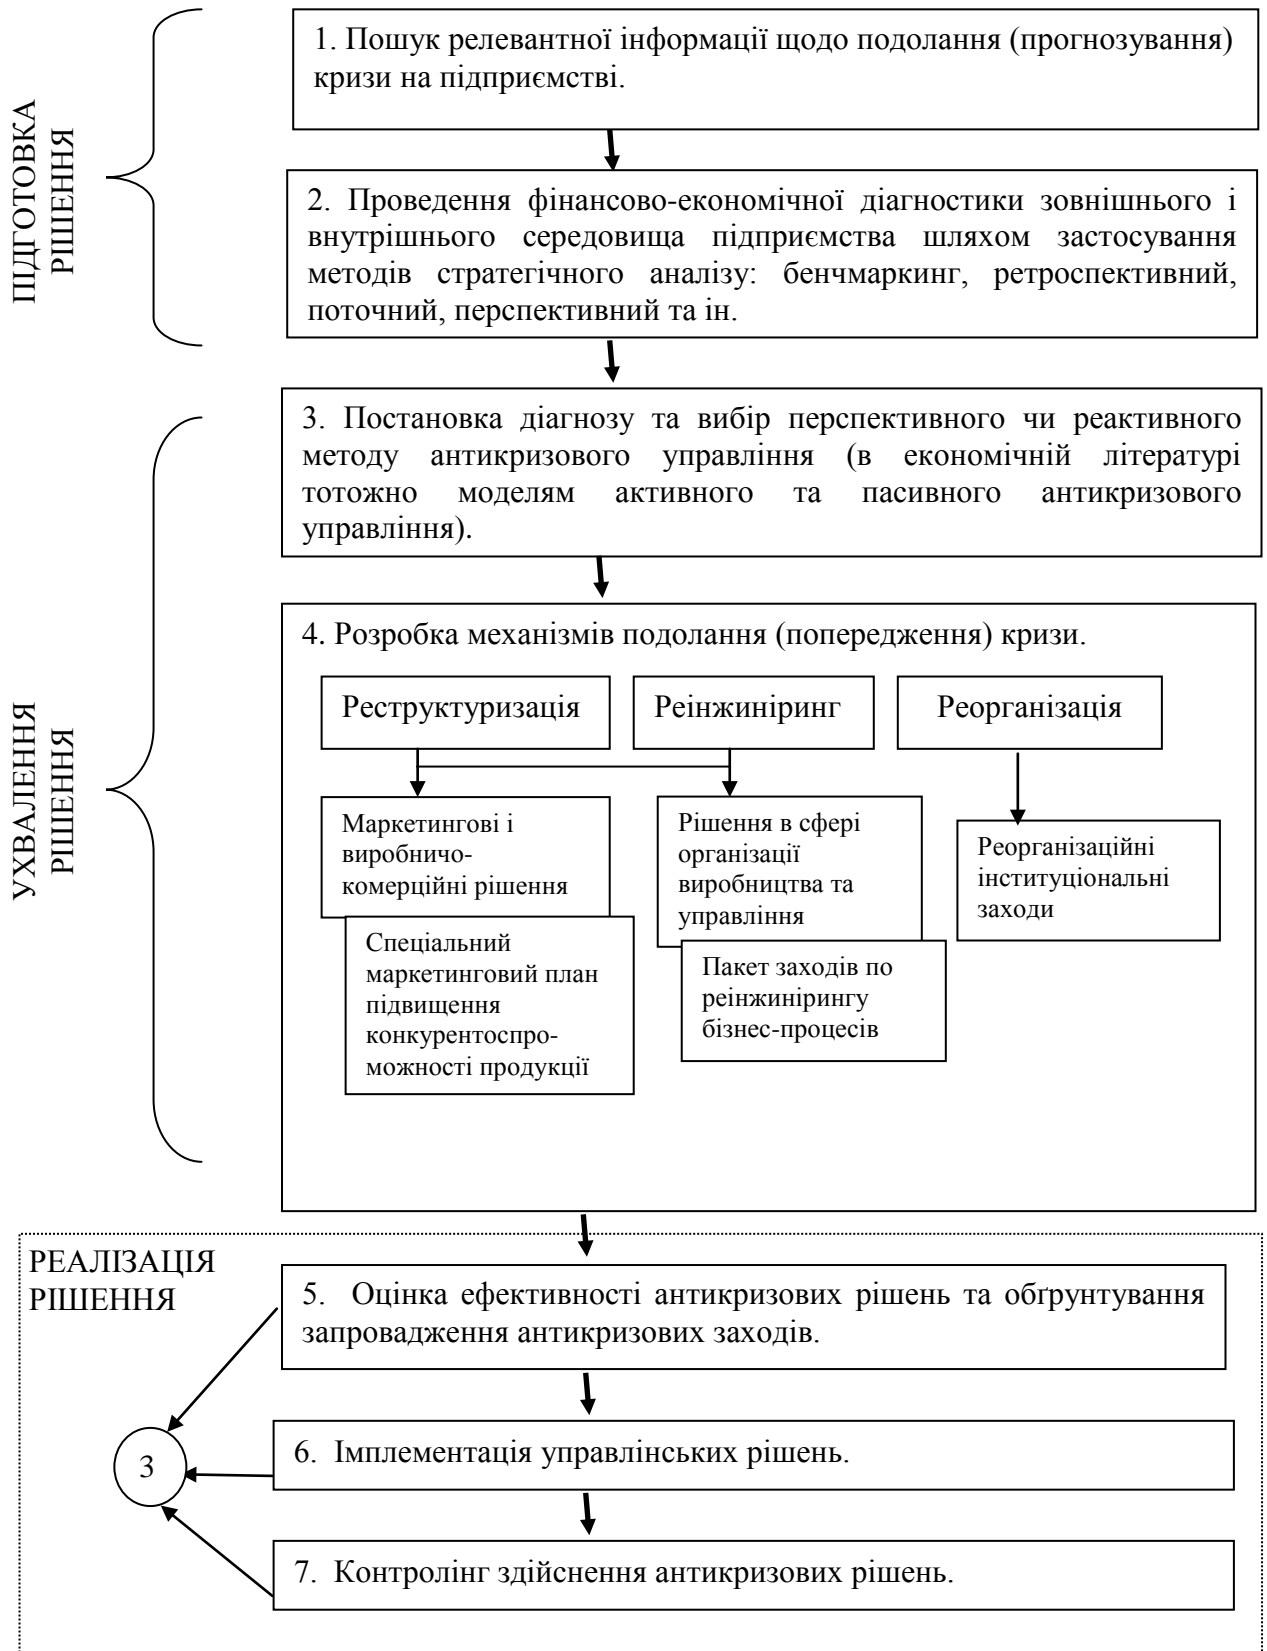 ПІДГОТОВКА
РІШЕННЯ
1. Пошук релевантної інформації щодо подолання (прогнозування)
кризи на підприємстві.
2. Проведення фінансово-економічної діагностики зовнішнього і
внутрішнього середовища підприємства шляхом застосування
методів стратегічного аналізу: бенчмаркинг, ретроспективний,
поточний, перспективний та ін.
УХВАЛЕННЯ
РІШЕННЯ
3. Постановка діагнозу та вибір перспективного чи реактивного
методу антикризового управління (в економічній літературі
тотожно моделям активного та пасивного антикризового
управління).
4. Розробка механізмів подолання (попередження) кризи.
Реструктуризація
Реінжиніринг
Реорганізація
Маркетингові і
виробничо-
комерційні рішення
Спеціальний
маркетинговий план
підвищення
конкурентоспро-
можності продукції
Рішення в сфері
організації
виробництва та
управління
Пакет заходів по
реінжинірингу
бізнес-процесів
Реорганізаційні
інституціональні
заходи
РЕАЛІЗАЦІЯ
РІШЕННЯ
5. Оцінка ефективності антикризових рішень та обґрунтування
запровадження антикризових заходів.
3
6. Імплементація управлінських рішень.
7. Контролінг здійснення антикризових рішень.